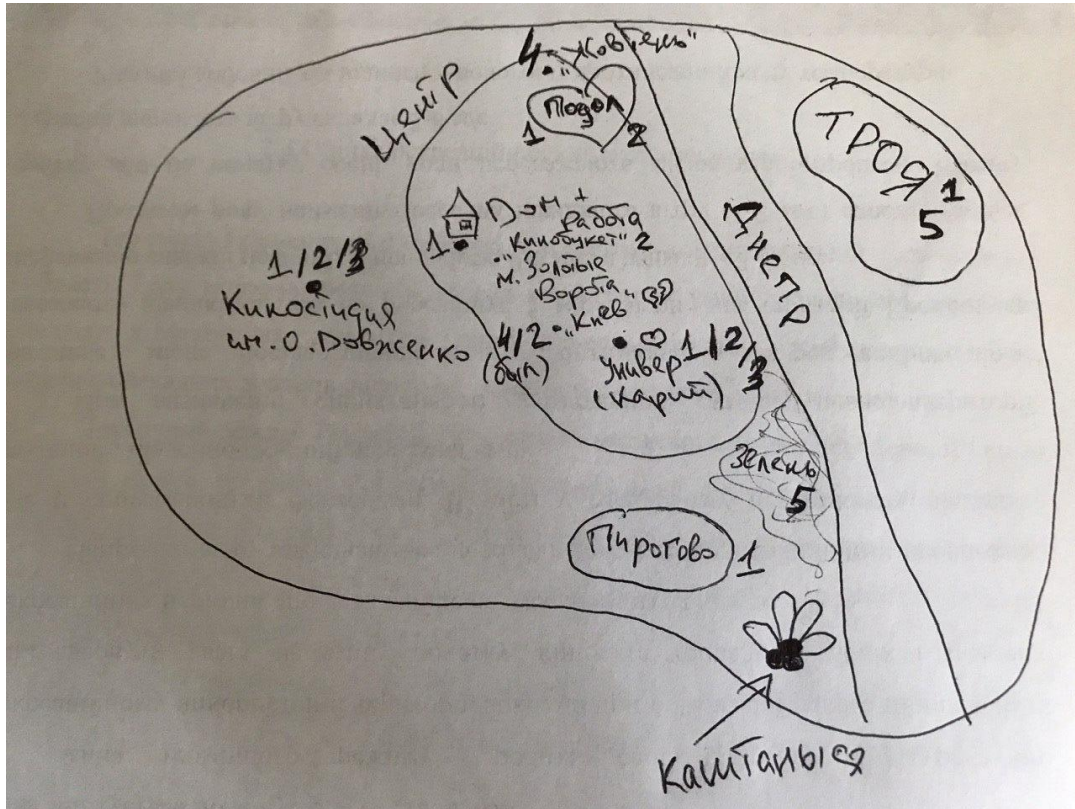 Центр
4. „Жовтень"
Подол
1 2
ТРОЯ
1
5
Днепр
1. Дом +
работа
Кинобукет" 2
м. Золотые
ворота
1/2/3
Киностудия
им. О. Довженко
4/2 „Киев"
(был)
Универ 1/2/3
(Карий)
Зелень
5
Пирогово 1
Каштаны